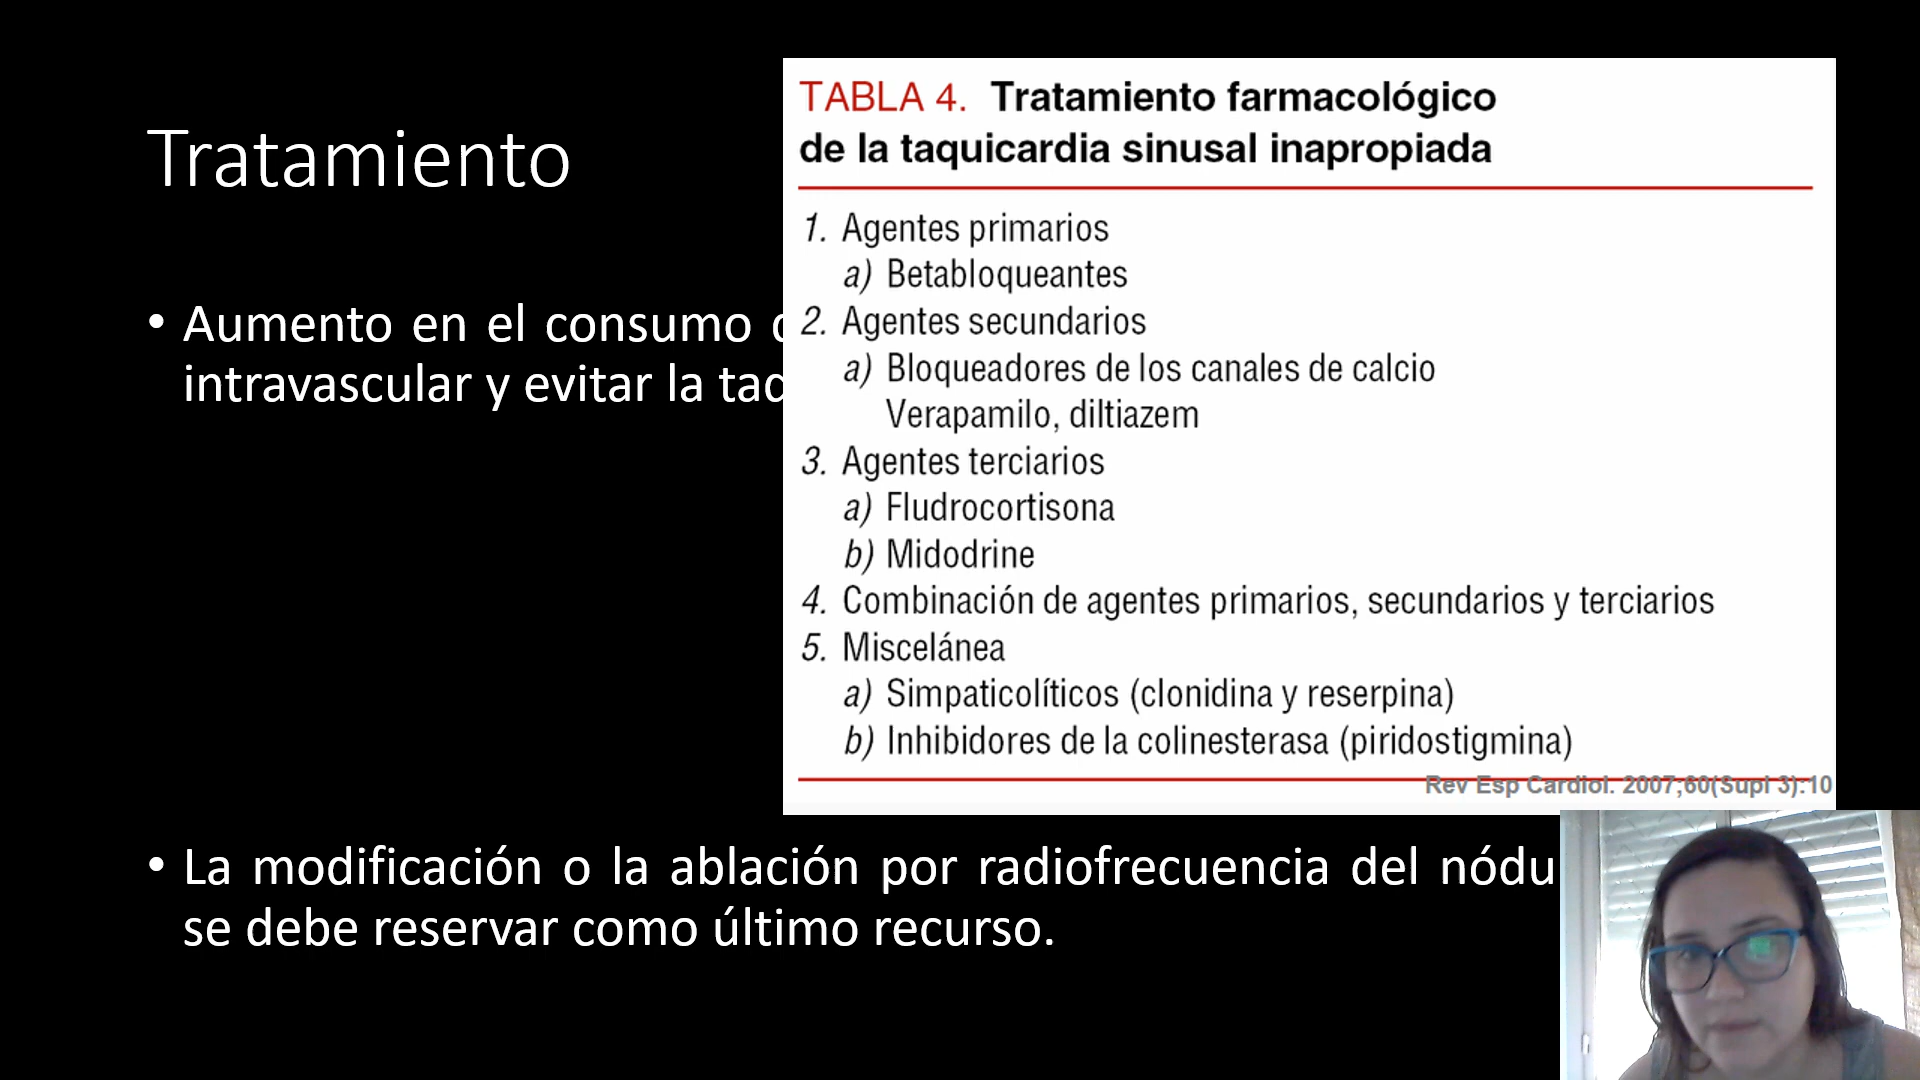 Tratamiento
• Aumento en el consumo
intravascular y evitar la
TABLA 4. Tratamiento farmacológico
de la taquicardia sinusal inapropiada
1. Agentes primarios
a) Betabloqueantes
2. Agentes secundarios
a) Bloqueadores de los canales de calcio
Verapamilo, diltiazem
3. Agentes terciarios
a) Fludrocortisona
b) Midodrine
4. Combinación de agentes primarios, secundarios y terciarios
5. Miscelánea
a) Simpaticolíticos (clonidina y reserpina)
b) Inhibidores de la colinesterasa (piridostigmina)
Rev Esp Cardiol. 2007;60(Supl 3):10
• La modificación o la ablación por radiofrecuencia del
se debe reservar como último recurso.